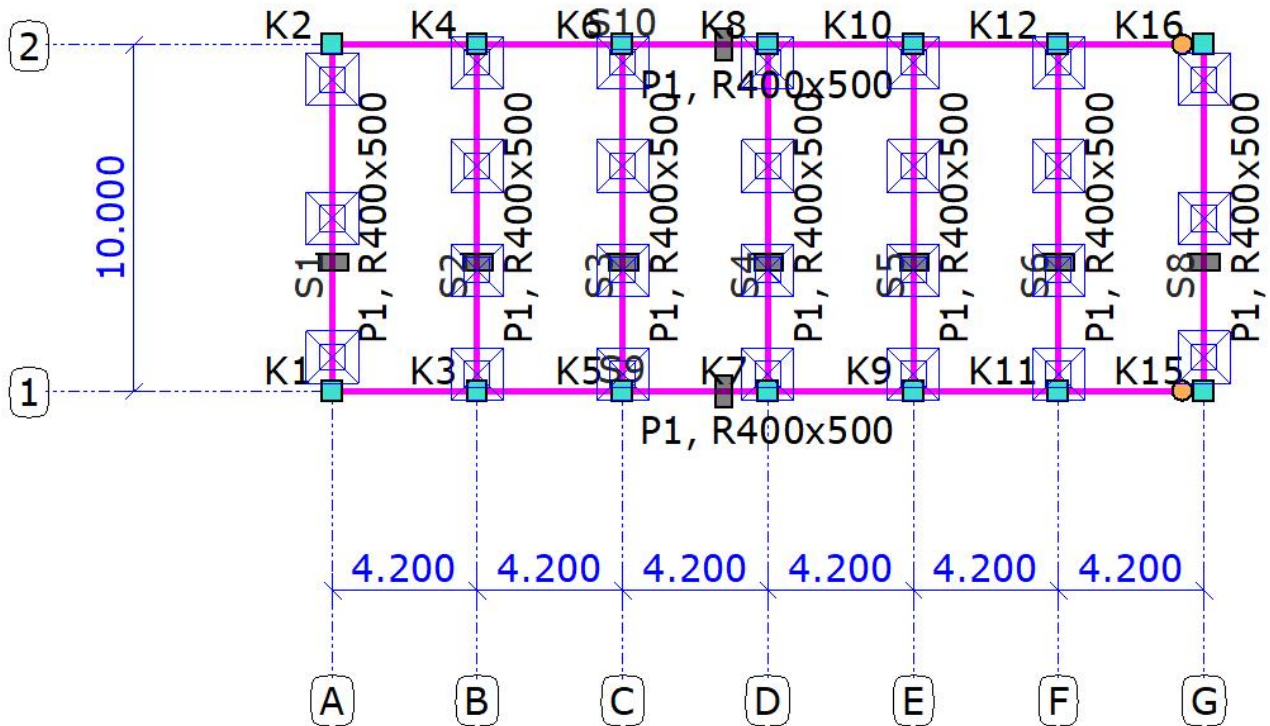 2
K2
K4
K6
S10
K8
K10
K12
K16
P1, R400x500
10.000
S1
P1, R400x500
S2
P1, R400x500
S3
P1, R400x500
S4
P1, R400x500
S5
P1, R400x500
S6
P1, R400x500
S8
P1, R400x500
1
K1
K3
K5
S9
K7
K9
K11
K15
P1, R400x500
4.200
4.200
4.200
4.200
4.200
4.200
A
B
C
D
E
F
G